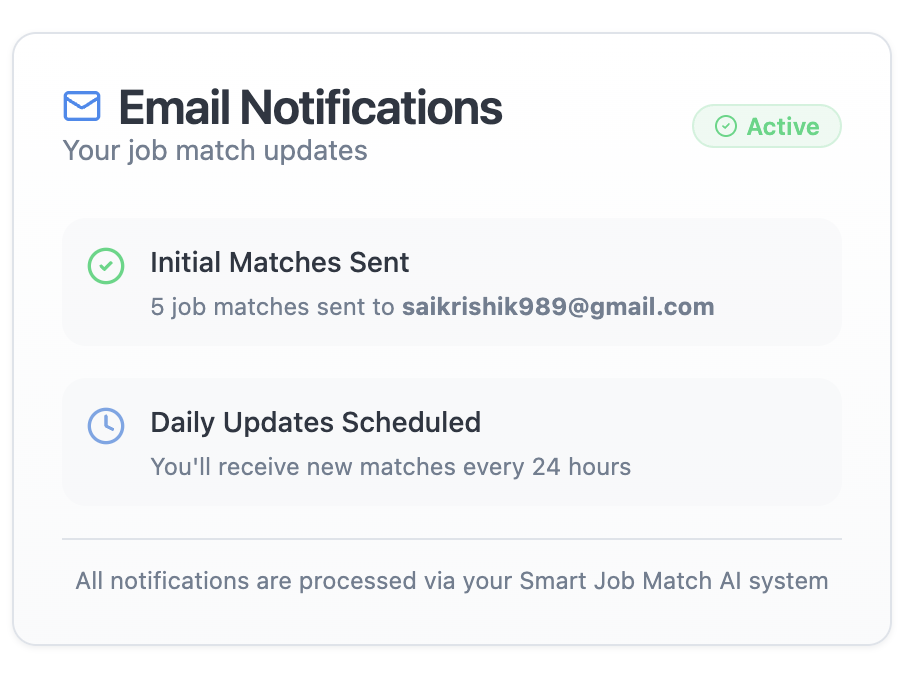 Email Notifications
Your job match updates
Active
Initial Matches Sent
5 job matches sent to saikrishik989@gmail.com
Daily Updates Scheduled
You'll receive new matches every 24 hours
All notifications are processed via your Smart Job Match AI system